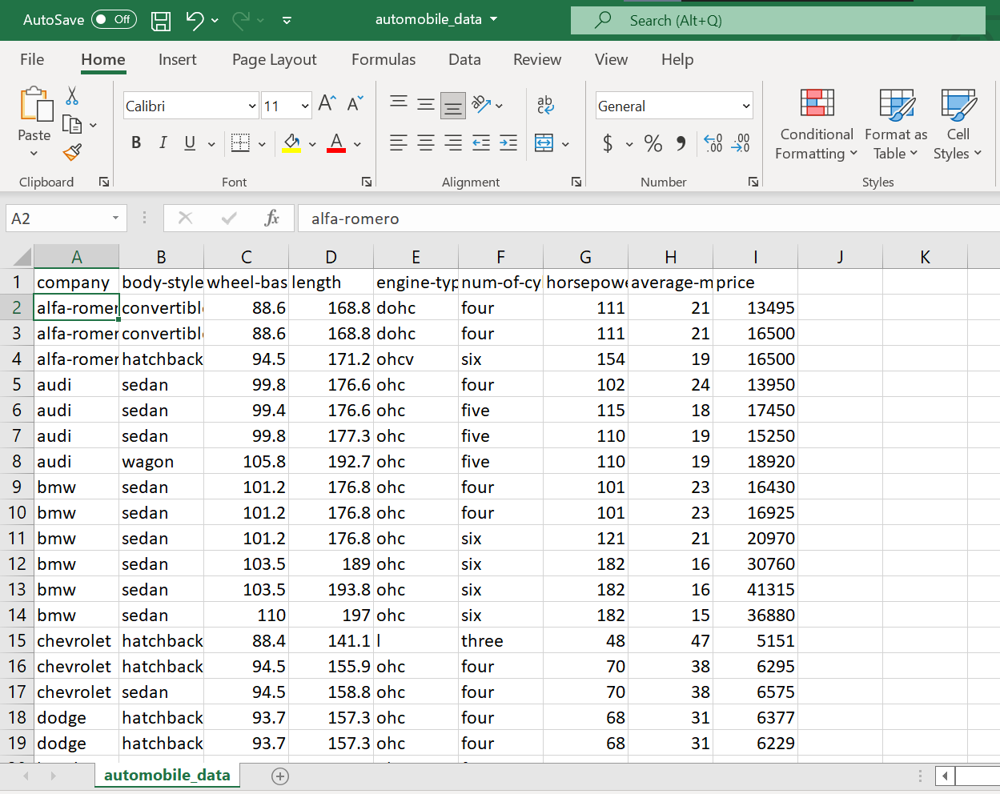 AutoSave Off automobile_data Search (Alt+Q)
File Home Insert Page Layout Formulas Data Review View Help
Calibri 11 General
Paste B I U A $ % Conditional Formatting Format as Table Cell Styles
Clipboard Font Alignment Number Styles
A2 fx alfa-romero
A B C D E F G H I J K
1 company body-style wheel-bas length engine-typ num-of-cy horsepowe average-m price
2 alfa-romer convertibl 88.6 168.8 dohc four 111 21 13495
3 alfa-romer convertibl 88.6 168.8 dohc four 111 21 16500
4 alfa-romer hatchback 94.5 171.2 ohcv six 154 19 16500
5 audi sedan 99.8 176.6 ohc four 102 24 13950
6 audi sedan 99.4 176.6 ohc five 115 18 17450
7 audi sedan 99.8 177.3 ohc five 110 19 15250
8 audi wagon 105.8 192.7 ohc five 110 19 18920
9 bmw sedan 101.2 176.8 ohc four 101 23 16430
10 bmw sedan 101.2 176.8 ohc four 101 23 16925
11 bmw sedan 101.2 176.8 ohc six 121 21 20970
12 bmw sedan 103.5 189 ohc six 182 16 30760
13 bmw sedan 103.5 193.8 ohc six 182 16 41315
14 bmw sedan 110 197 ohc six 182 15 36880
15 chevrolet hatchback 88.4 141.1 l three 48 47 5151
16 chevrolet hatchback 94.5 155.9 ohc four 70 38 6295
17 chevrolet sedan 94.5 158.8 ohc four 70 38 6575
18 dodge hatchback 93.7 157.3 ohc four 68 31 6377
19 dodge hatchback 93.7 157.3 ohc four 68 31 6229
automobile_data